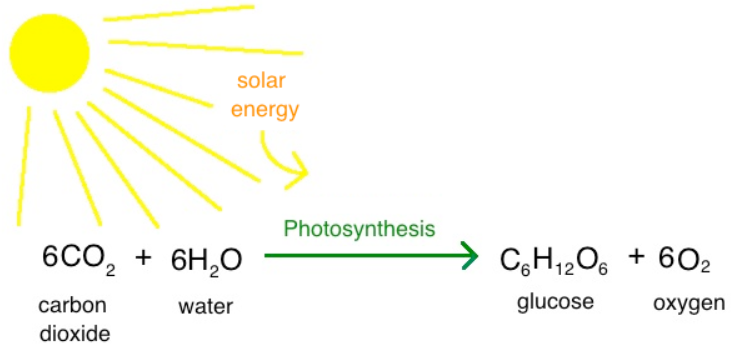 solar
energy
Photosynthesis
6CO₂ + 6H₂O C₆H₁₂O₆ + 6O₂
carbon water glucose oxygen
dioxide